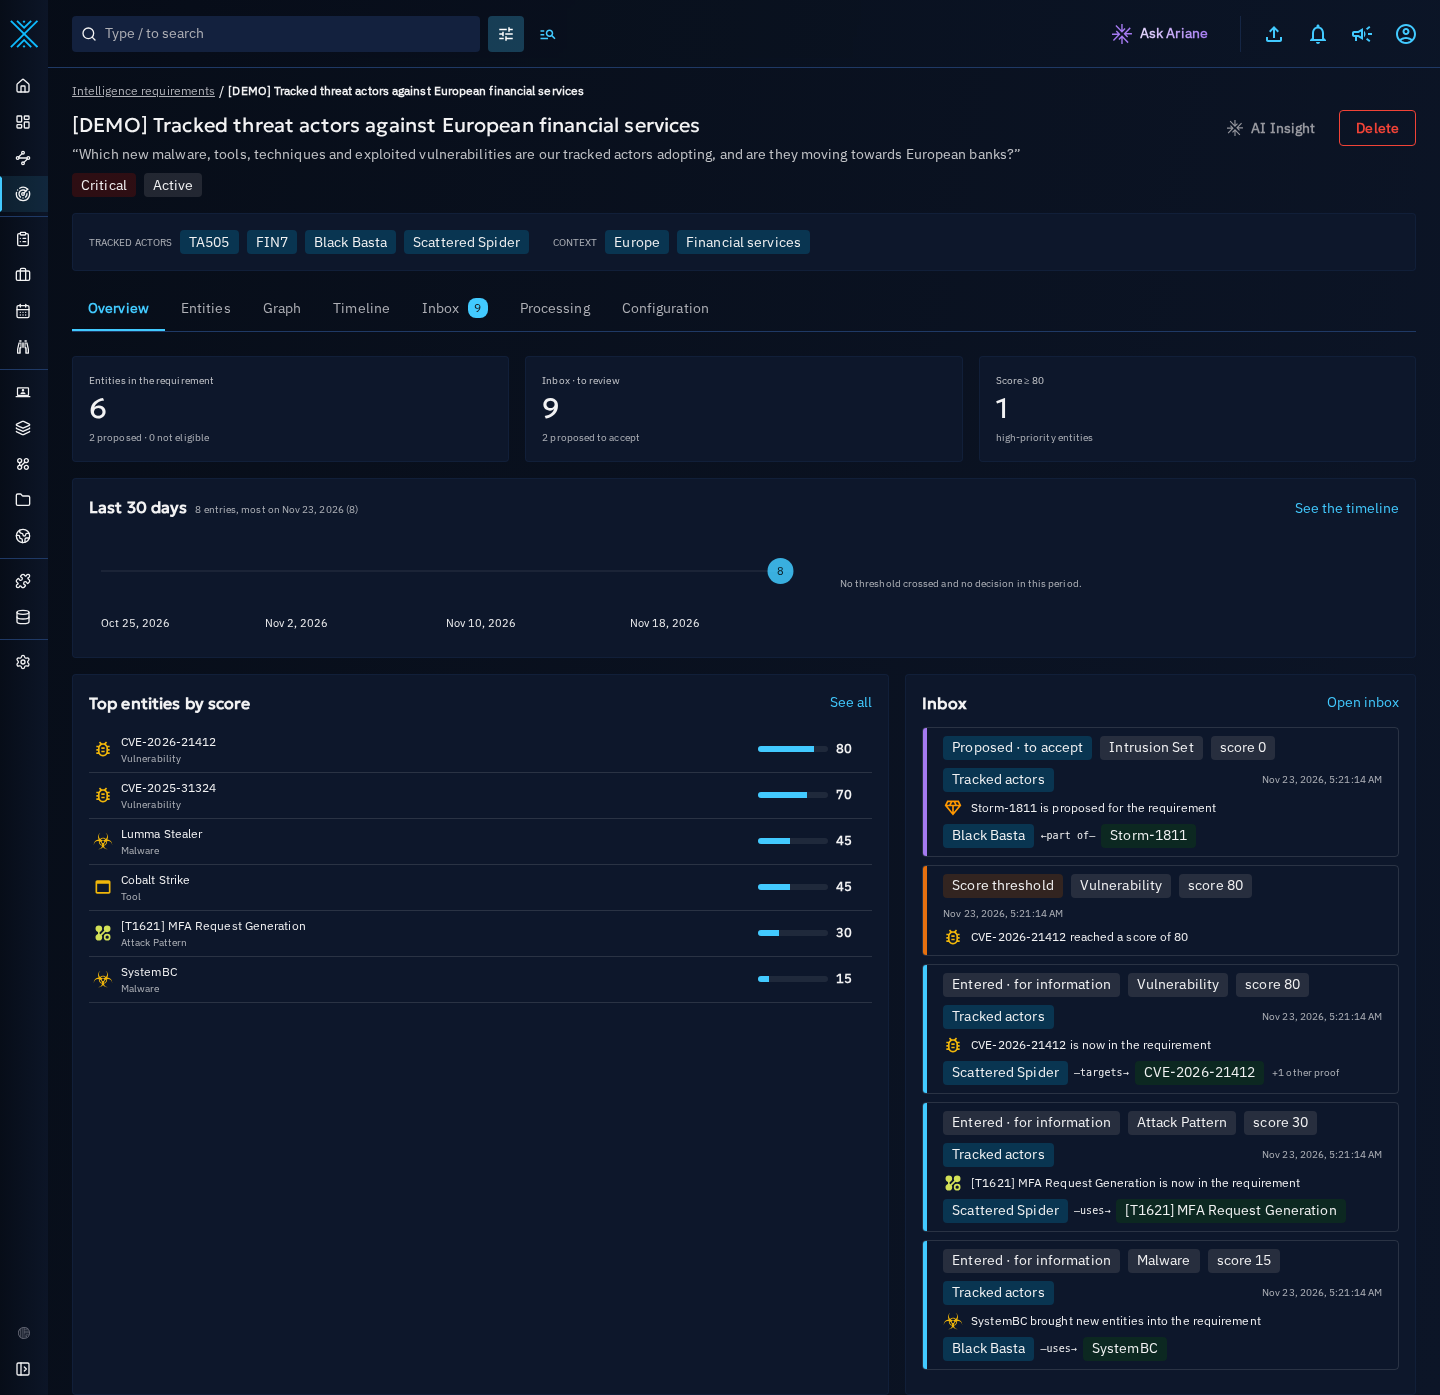 Type / to search
Ask Ariane
Intelligence requirements / [DEMO] Tracked threat actors against European financial services
[DEMO] Tracked threat actors against European financial services
AI Insight
Delete
“Which new malware, tools, techniques and exploited vulnerabilities are our tracked actors adopting, and are they moving towards European banks?”
Critical
Active
TRACKED ACTORS TA505 FIN7 Black Basta Scattered Spider CONTEXT Europe Financial services
Overview Entities Graph Timeline Inbox 9 Processing Configuration
Entities in the requirement
6
2 proposed · 0 not eligible
Inbox · to review
9
2 proposed to accept
Score ≥ 80
1
high-priority entities
Last 30 days 8 entries, most on Nov 23, 2026 (8)
See the timeline
8
No threshold crossed and no decision in this period.
Oct 25, 2026 Nov 2, 2026 Nov 10, 2026 Nov 18, 2026
Top entities by score
See all
CVE-2026-21412
Vulnerability
80
CVE-2025-31324
Vulnerability
70
Lumma Stealer
Malware
45
Cobalt Strike
Tool
45
[T1621] MFA Request Generation
Attack Pattern
30
SystemBC
Malware
15
Inbox
Open inbox
Proposed · to accept Intrusion Set score 0
Tracked actors Nov 23, 2026, 5:21:14 AM
Storm-1811 is proposed for the requirement
Black Basta ←part of— Storm-1811
Score threshold Vulnerability score 80
Nov 23, 2026, 5:21:14 AM
CVE-2026-21412 reached a score of 80
Entered · for information Vulnerability score 80
Tracked actors Nov 23, 2026, 5:21:14 AM
CVE-2026-21412 is now in the requirement
Scattered Spider —targets→ CVE-2026-21412 +1 other proof
Entered · for information Attack Pattern score 30
Tracked actors Nov 23, 2026, 5:21:14 AM
[T1621] MFA Request Generation is now in the requirement
Scattered Spider —uses→ [T1621] MFA Request Generation
Entered · for information Malware score 15
Tracked actors Nov 23, 2026, 5:21:14 AM
SystemBC brought new entities into the requirement
Black Basta —uses→ SystemBC